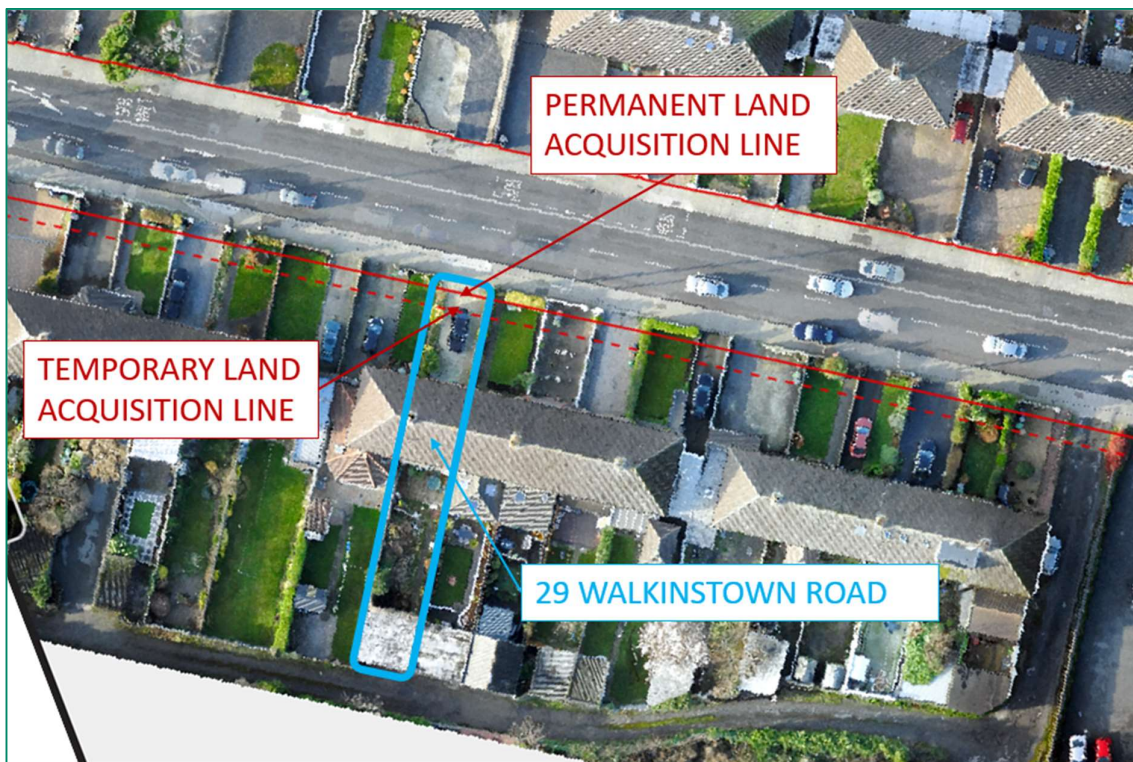 PERMANENT LAND
ACQUISITION LINE
TEMPORARY LAND
ACQUISITION LINE
29 WALKINSTOWN ROAD